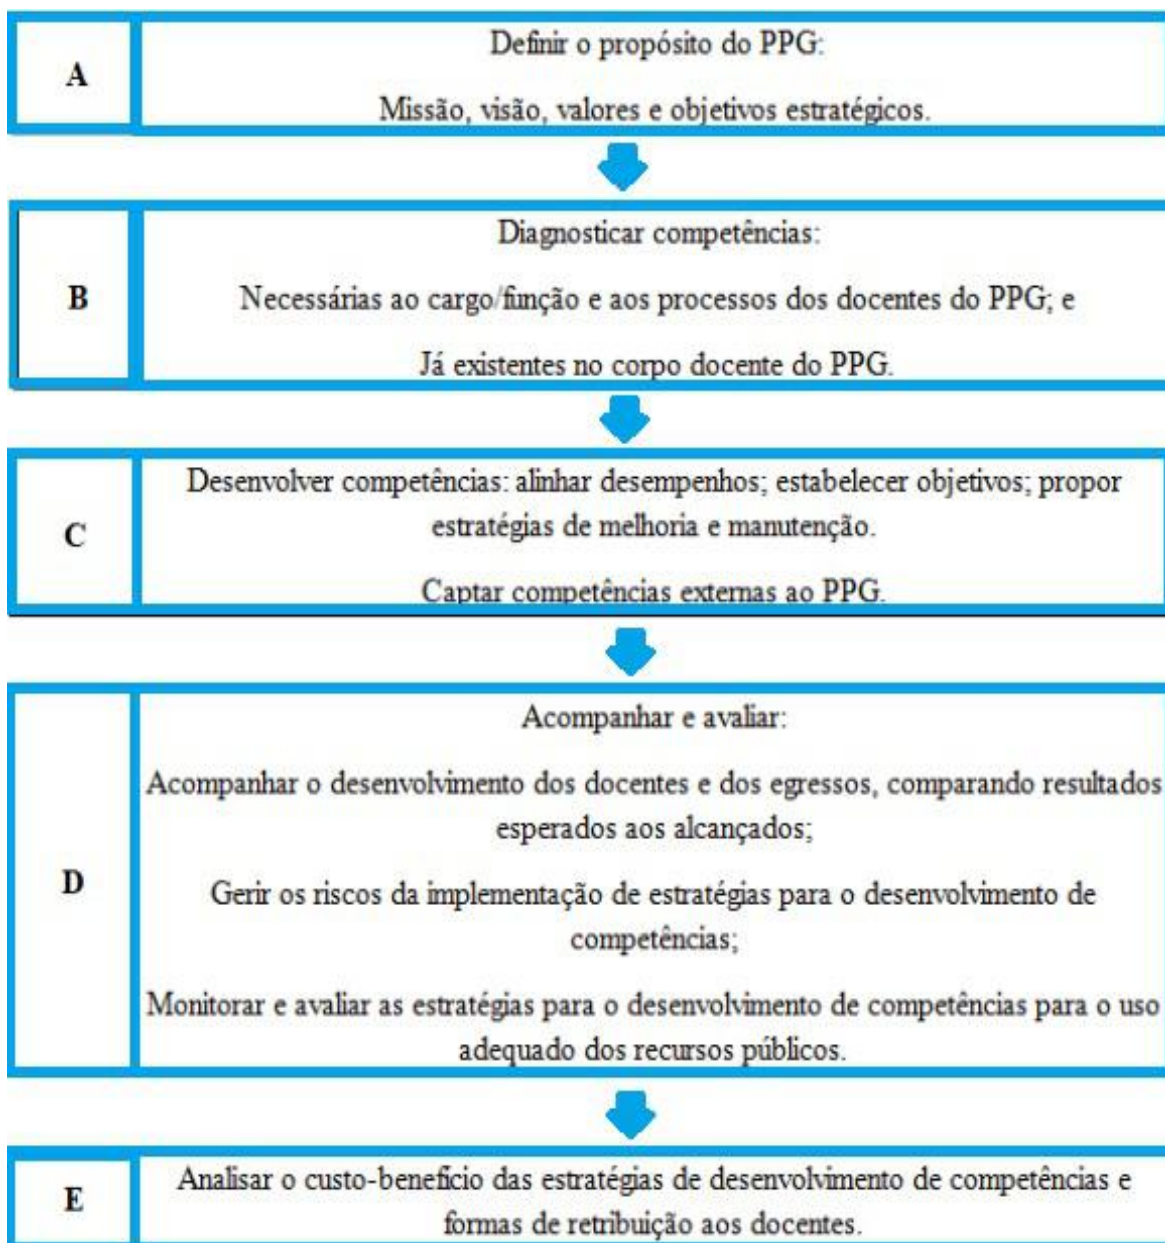 A
Definir o propósito do PPG:
Missão, visão, valores e objetivos estratégicos.
B
Diagnosticar competências:
Necessárias ao cargo/função e aos processos dos docentes do PPG; e
Já existentes no corpo docente do PPG.
C
Desenvolver competências: alinhar desempenhos; estabelecer objetivos; propor
estratégias de melhoria e manutenção.
Captar competências externas ao PPG.
D
Acompanhar e avaliar:
Acompanhar o desenvolvimento dos docentes e dos egressos, comparando resultados
esperados aos alcançados;
Gerir os riscos da implementação de estratégias para o desenvolvimento de
competências;
Monitorar e avaliar as estratégias para o desenvolvimento de competências para o uso
adequado dos recursos públicos.
E
Analisar o custo-benefício das estratégias de desenvolvimento de competências e
formas de retribuição aos docentes.